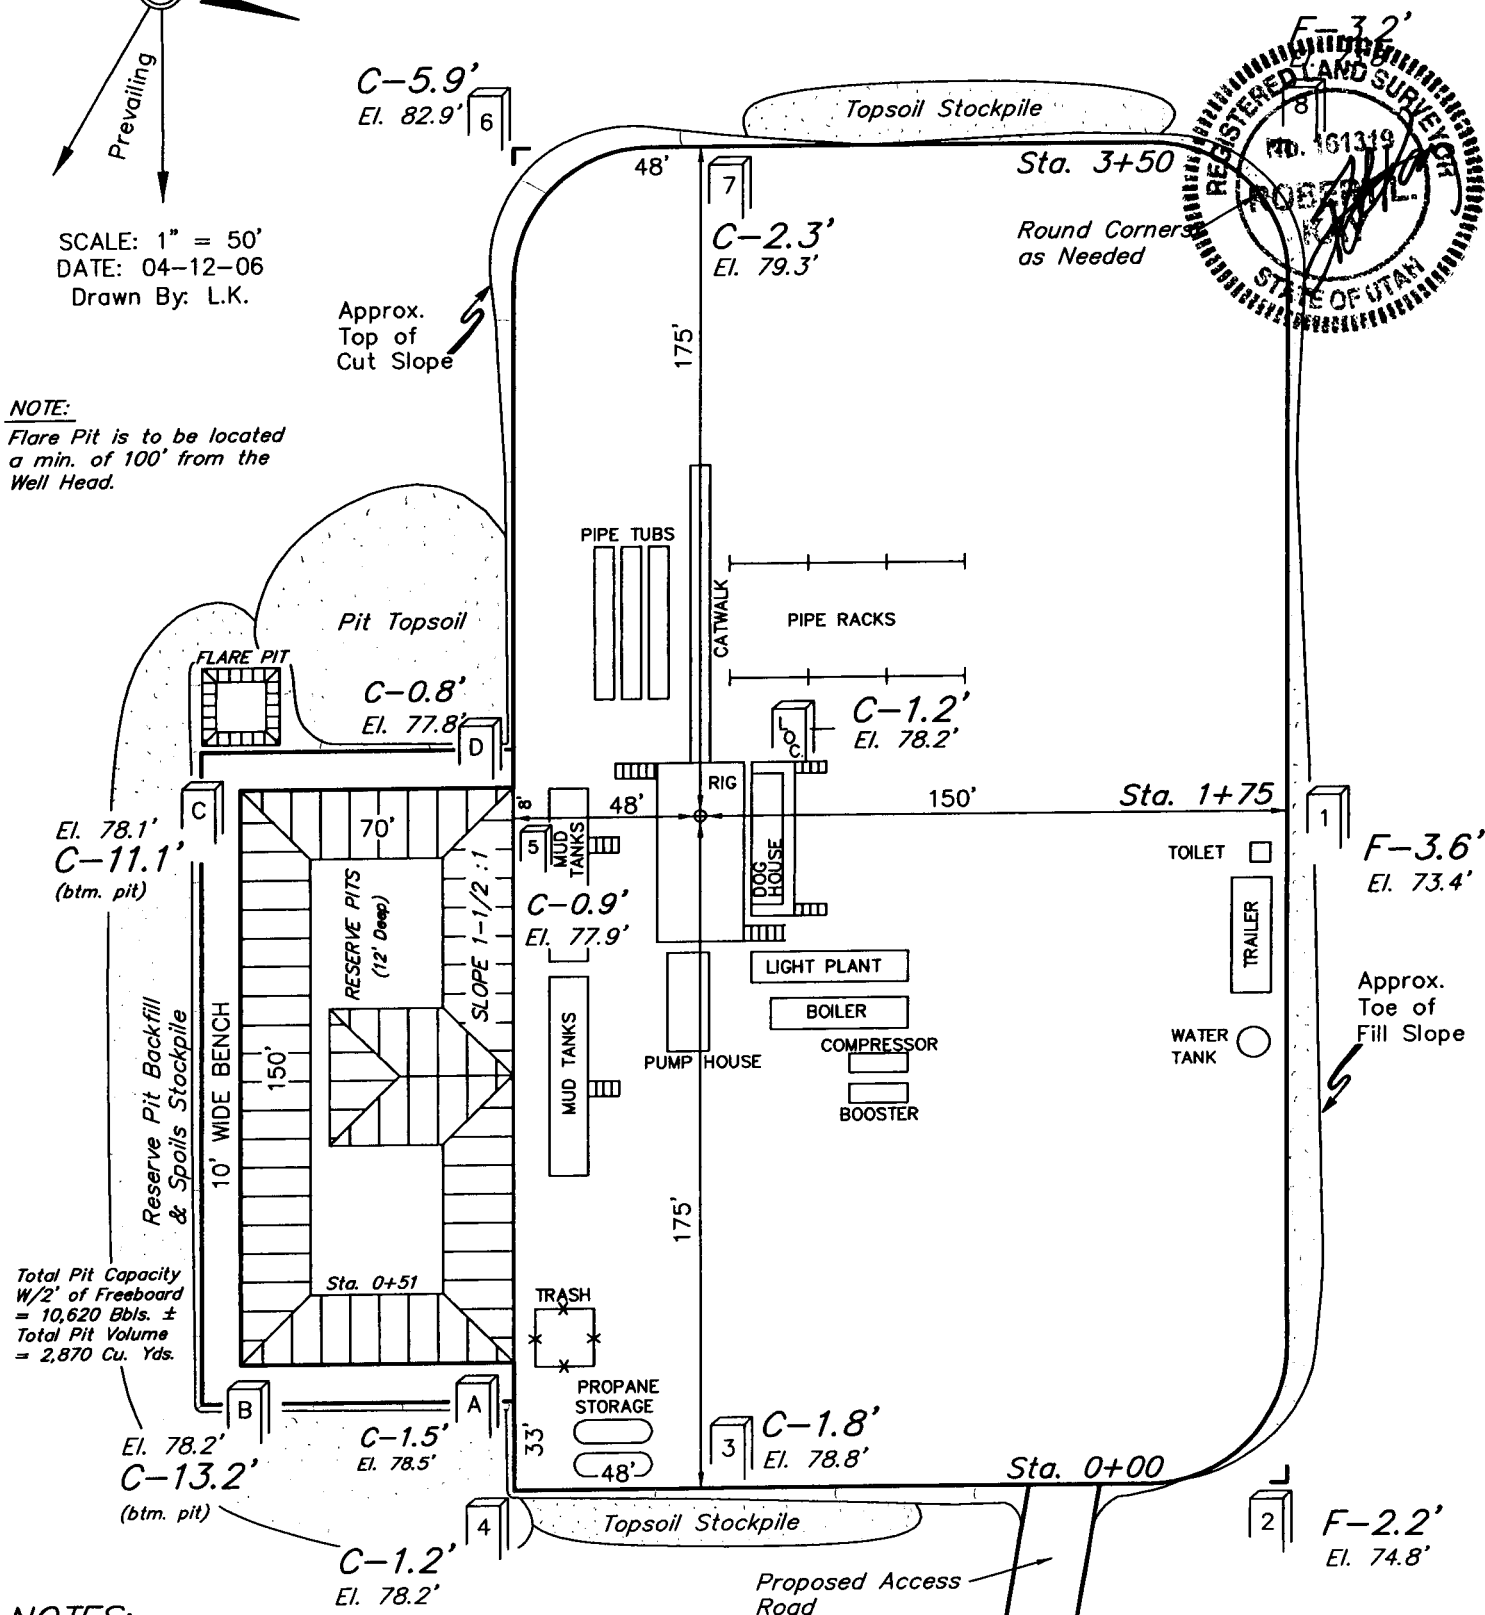 Prevailing
SCALE: 1" = 50'
DATE: 04-12-06
Drawn By: L.K.
C-5.9'
El. 82.9'
6
Topsoil Stockpile
F-3.2'
8
REGISTERED LAND SURVEYOR
No. 161319
STATE OF UTAH
48'
7
Sta. 3+50
C-2.3'
El. 79.3'
Round Corners
as Needed
Approx.
Top of
Cut Slope
175'
NOTE:
Flare Pit is to be located
a min. of 100' from the
Well Head.
PIPE TUBS
CATWALK
PIPE RACKS
Pit Topsoil
FLARE PIT
C-0.8'
El. 77.8'
D
LOC.
C-1.2'
El. 78.2'
RIG
C
El. 78.1'
C-11.1'
(btm. pit)
70'
8'
48'
150'
Sta. 1+75
1
F-3.6'
El. 73.4'
5
MUD
TANKS
DOG
HOUSE
TOILET
TRAILER
C-0.9'
El. 77.9'
RESERVE PITS
(12' Deep)
SLOPE 1-1/2 :1
LIGHT PLANT
BOILER
COMPRESSOR
BOOSTER
PUMP HOUSE
MUD TANKS
WATER
TANK
Approx.
Toe of
Fill Slope
Reserve Pit Backfill
& Spoils Stockpile
10' WIDE BENCH
150'
175'
Total Pit Capacity
W/2' of Freeboard
= 10,620 Bbls. ±
Total Pit Volume
= 2,870 Cu. Yds.
Sta. 0+51
TRASH
PROPANE
STORAGE
33'
48'
B
A
El. 78.2'
C-13.2'
(btm. pit)
C-1.5'
El. 78.5'
3
C-1.8'
El. 78.8'
Sta. 0+00
4
C-1.2'
El. 78.2'
Topsoil Stockpile
2
F-2.2'
El. 74.8'
Proposed Access
Road
NOTES: